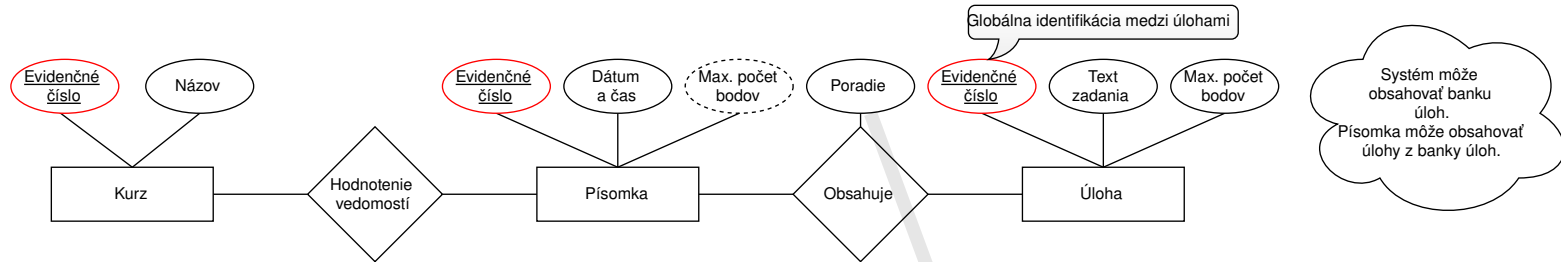 Globálna identifikácia medzi úlohami
Evidenčné
číslo
Názov
Evidenčné
číslo
Dátum
a čas
Max. počet
bodov
Poradie
Evidenčné
číslo
Text
zadania
Max. počet
bodov
Systém môže
obsahovať banku
úloh.
Písomka môže obsahovať
úlohy z banky úloh.
Kurz
Hodnotenie
vedomostí
Písomka
Obsahuje
Úloha